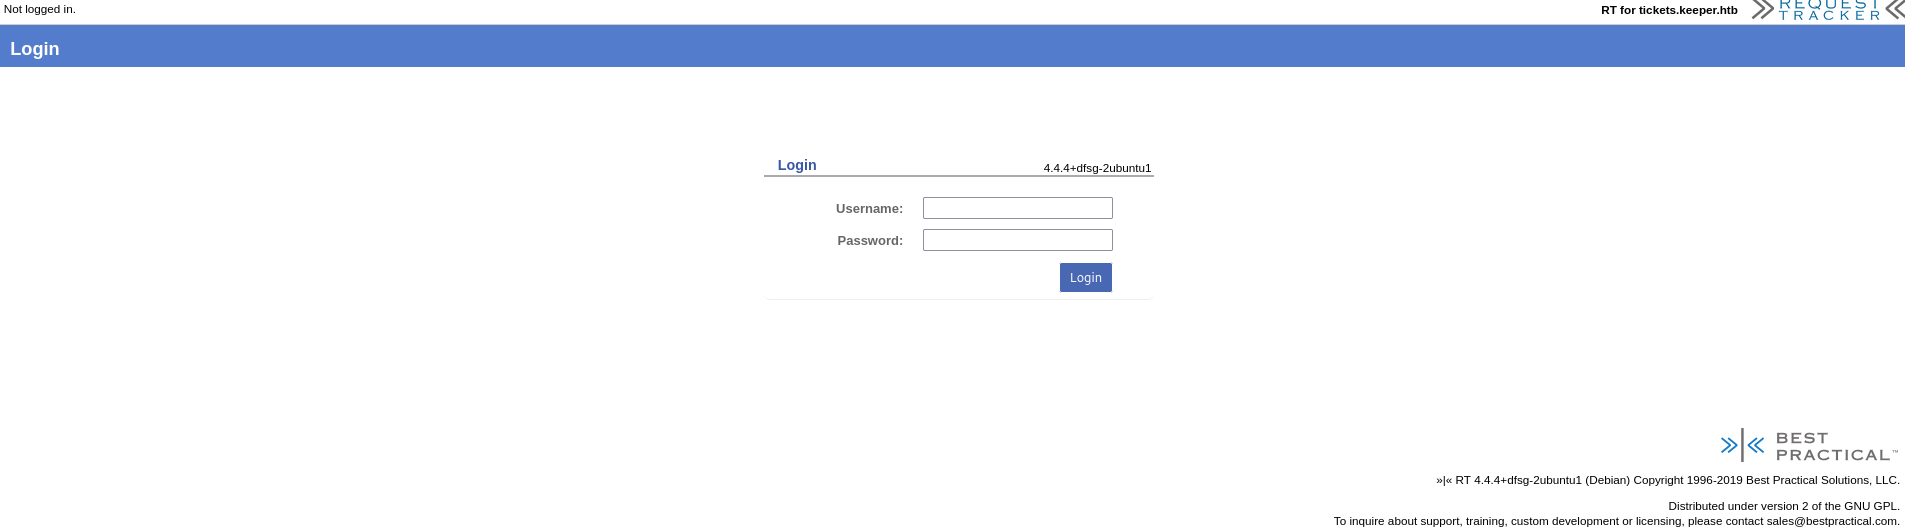 Not logged in.
RT for tickets.keeper.htb
REQUEST
TRACKER
Login
Login
4.4.4+dfsg-2ubuntu1
Username:
Password:
Login
BEST
PRACTICAL™
»|« RT 4.4.4+dfsg-2ubuntu1 (Debian) Copyright 1996-2019 Best Practical Solutions, LLC.
Distributed under version 2 of the GNU GPL.
To inquire about support, training, custom development or licensing, please contact sales@bestpractical.com.